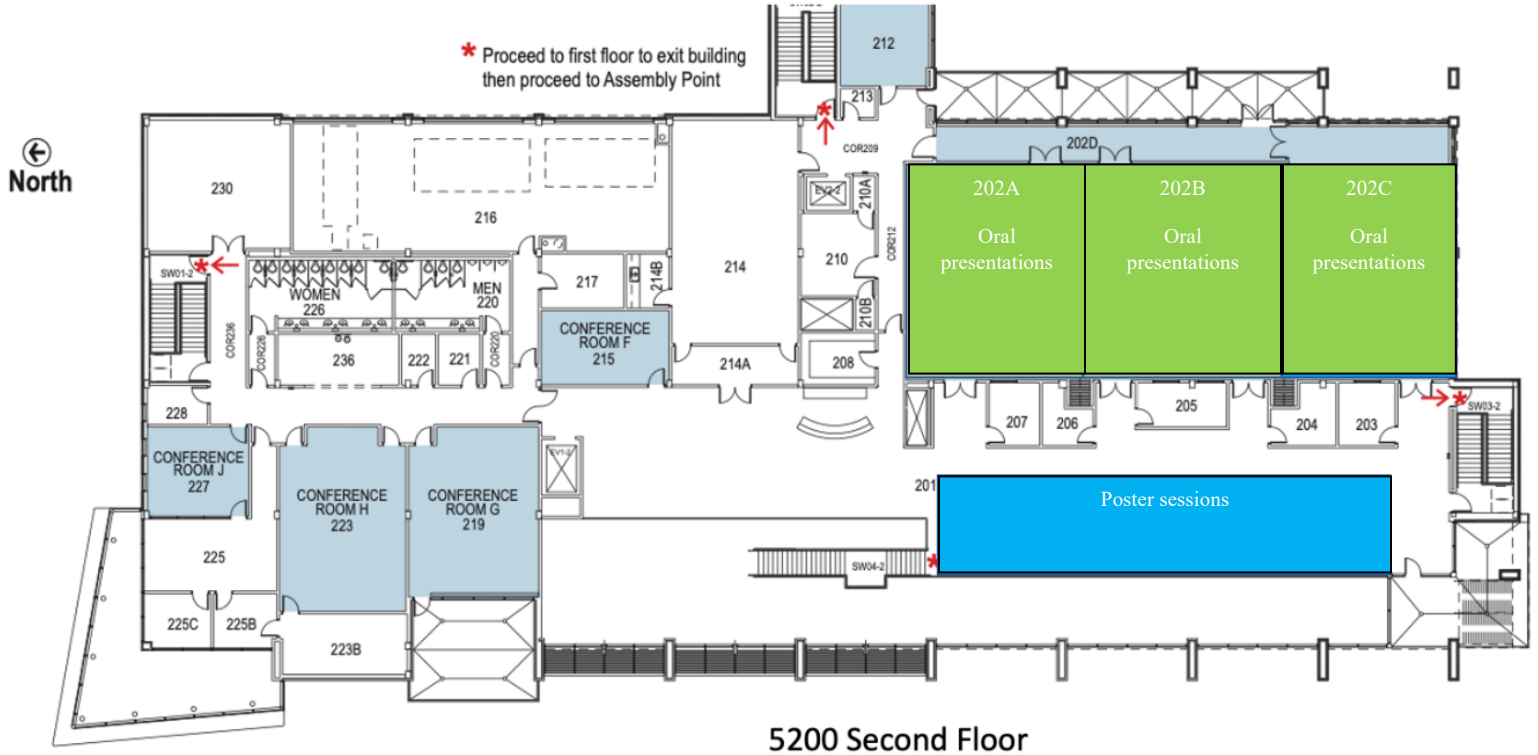 * Proceed to first floor to exit building
then proceed to Assembly Point
212
213
North
COR209
202D
230
216
EV2-2
210A
202A
Oral
presentations
202B
Oral
presentations
202C
Oral
presentations
SW01-2
WOMEN
226
MEN
220
217
214B
214
210
COR212
210B
COR236
COR226
236
222
221
COR220
CONFERENCE
ROOM F
215
214A
208
228
207
206
205
204
203
SW03-2
CONFERENCE
ROOM J
227
CONFERENCE
ROOM H
223
CONFERENCE
ROOM G
219
EV1-2
201
Poster sessions
225
SW04-2
225C
225B
223B
5200 Second Floor